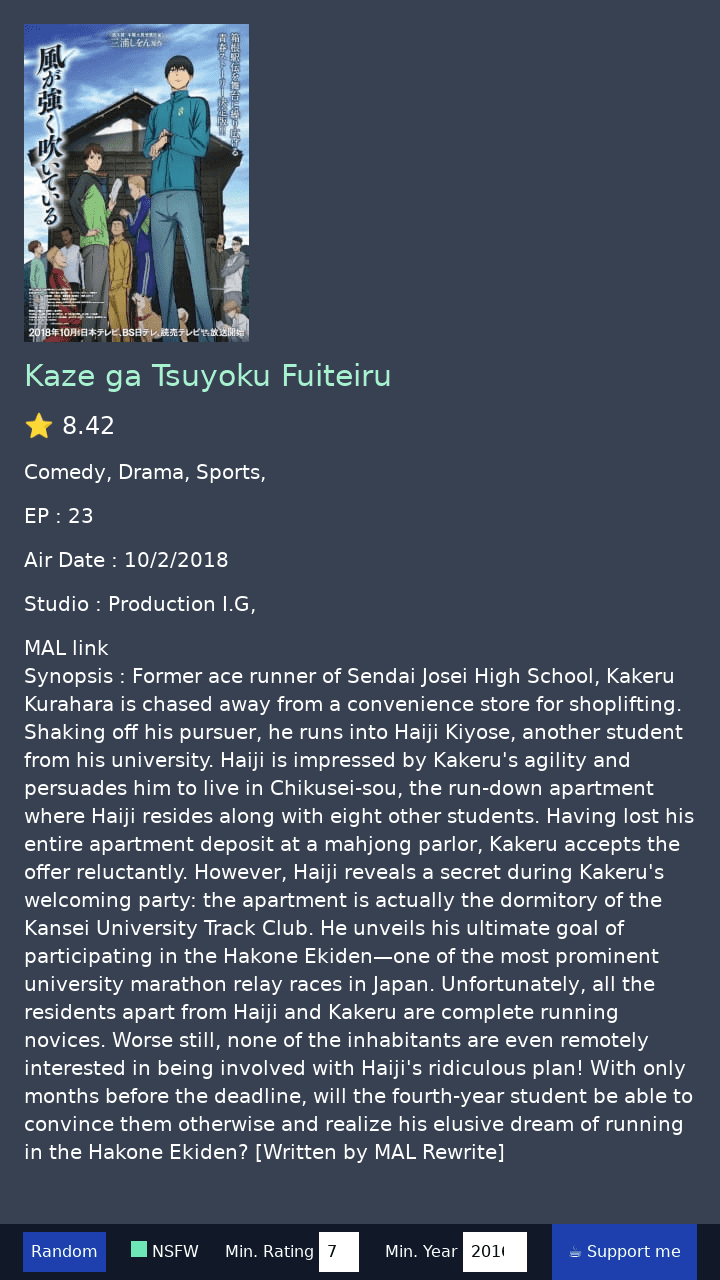 三浦しをん 原作
箱根駅伝を舞台に繰り広げる
青春ストーリー決定版!!
風が強く吹いている
2018年10月日本テレビ、BS日テレ、読売テレビ 放送開始
Kaze ga Tsuyoku Fuiteiru
⭐ 8.42
Comedy, Drama, Sports,
EP : 23
Air Date : 10/2/2018
Studio : Production I.G,
MAL link
Synopsis : Former ace runner of Sendai Josei High School, Kakeru
Kurahara is chased away from a convenience store for shoplifting.
Shaking off his pursuer, he runs into Haiji Kiyose, another student
from his university. Haiji is impressed by Kakeru's agility and
persuades him to live in Chikusei-sou, the run-down apartment
where Haiji resides along with eight other students. Having lost his
entire apartment deposit at a mahjong parlor, Kakeru accepts the
offer reluctantly. However, Haiji reveals a secret during Kakeru's
welcoming party: the apartment is actually the dormitory of the
Kansei University Track Club. He unveils his ultimate goal of
participating in the Hakone Ekiden—one of the most prominent
university marathon relay races in Japan. Unfortunately, all the
residents apart from Haiji and Kakeru are complete running
novices. Worse still, none of the inhabitants are even remotely
interested in being involved with Haiji's ridiculous plan! With only
months before the deadline, will the fourth-year student be able to
convince them otherwise and realize his elusive dream of running
in the Hakone Ekiden? [Written by MAL Rewrite]
Random NSFW Min. Rating 7 Min. Year 2010 ☕ Support me